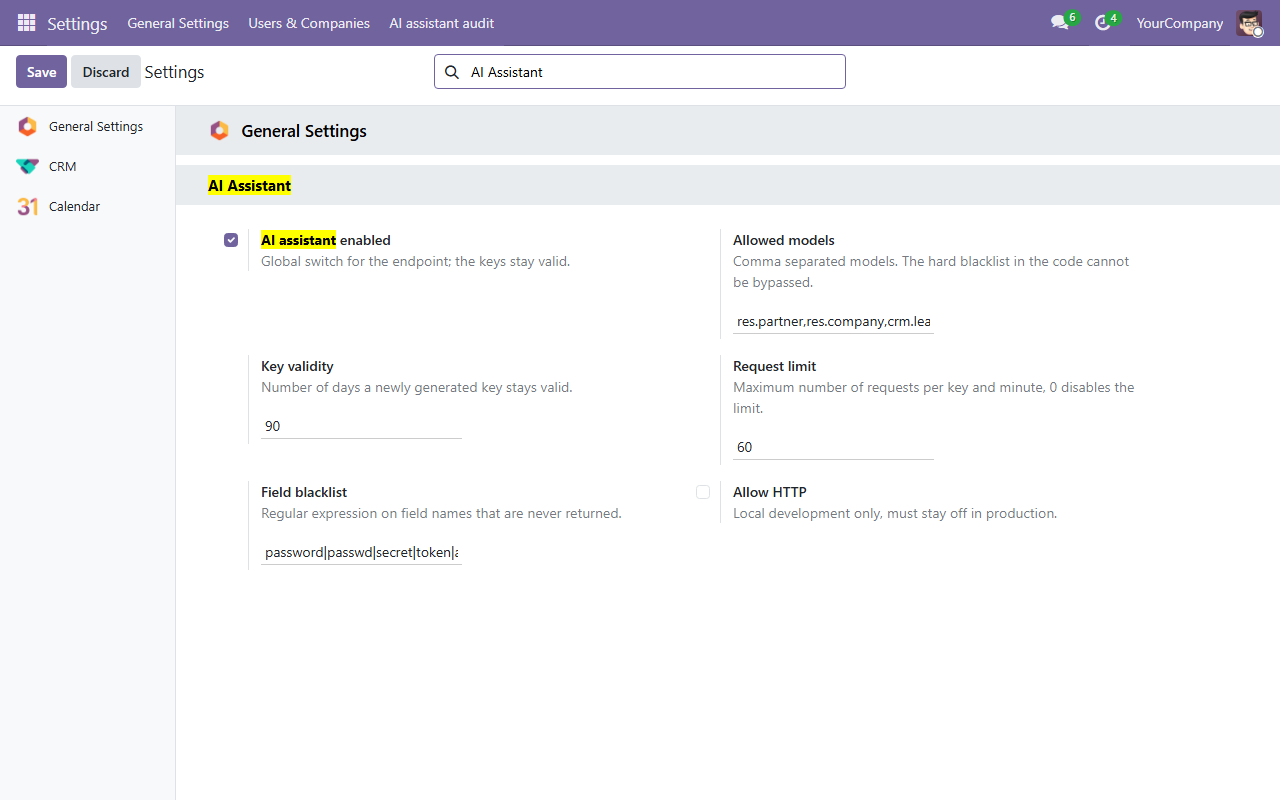 Settings
General Settings
Users & Companies
AI assistant audit
6
4
YourCompany
Save
Discard
Settings
AI Assistant
General Settings
CRM
31 Calendar
General Settings
AI Assistant
AI assistant enabled
Global switch for the endpoint; the keys stay valid.
Allowed models
Comma separated models. The hard blacklist in the code cannot
be bypassed.
res.partner,res.company,crm.lea
Key validity
Number of days a newly generated key stays valid.
90
Request limit
Maximum number of requests per key and minute, 0 disables the
limit.
60
Field blacklist
Regular expression on field names that are never returned.
password|passwd|secret|token|a
Allow HTTP
Local development only, must stay off in production.